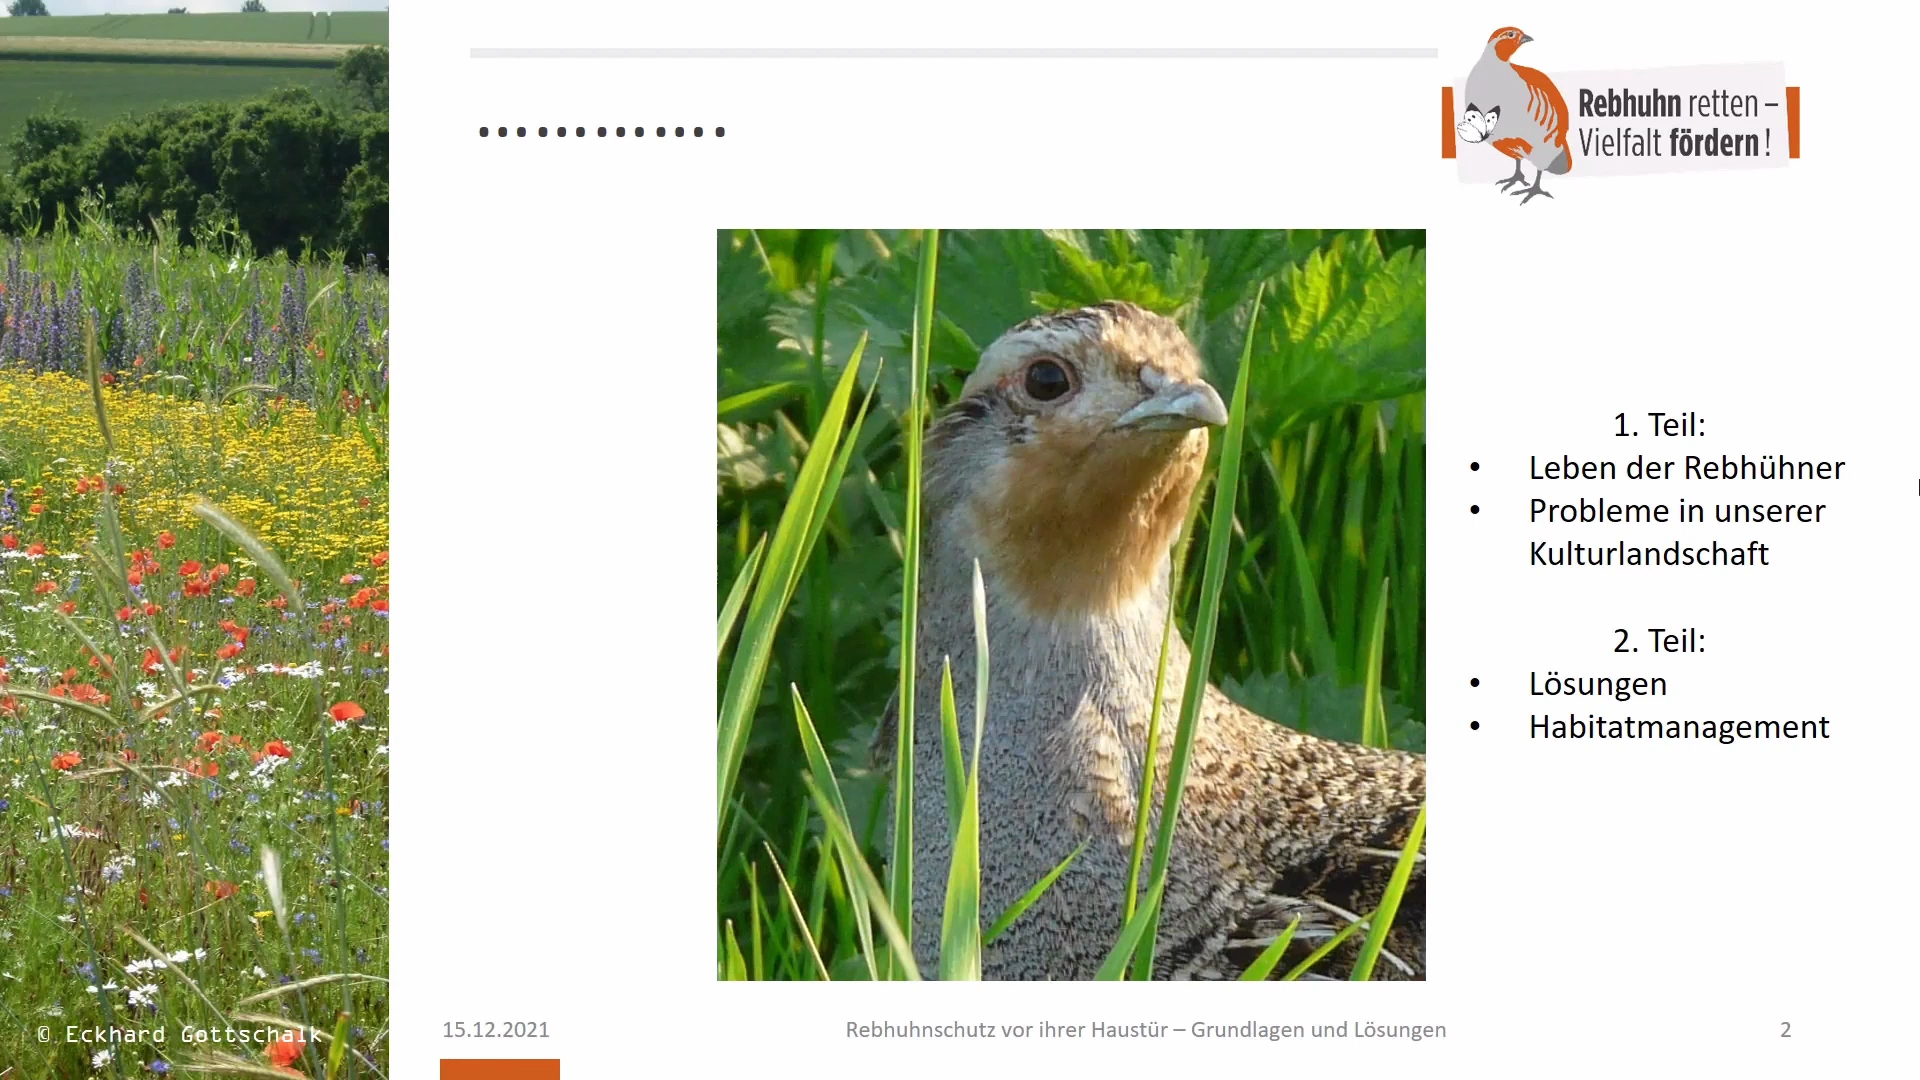 .............
Rebhuhn retten –
Vielfalt fördern!
1. Teil:
• Leben der Rebhühner
• Probleme in unserer
Kulturlandschaft
2. Teil:
• Lösungen
• Habitatmanagement
© Eckhard Gottschalk
15.12.2021
Rebhuhnschutz vor ihrer Haustür – Grundlagen und Lösungen
2